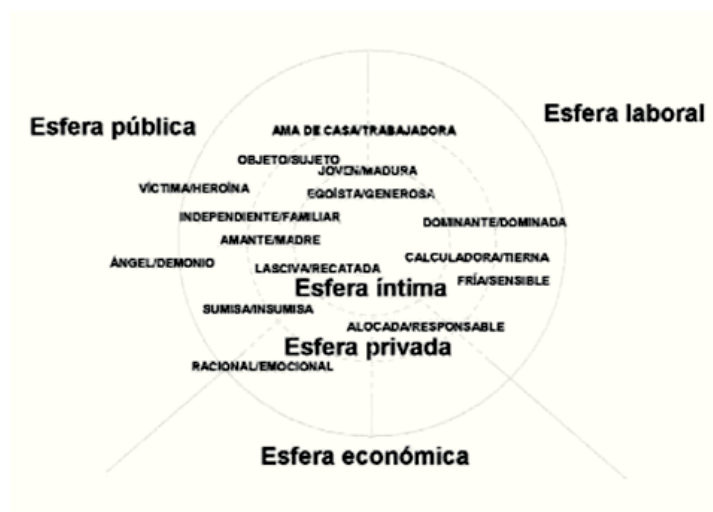 Esfera laboral
Esfera pública
AMA DE CASA/TRABAJADORA
OBJETO/SUJETO
JOVEN/MADURA
VÍCTIMA/HEROÍNA
EGOÍSTA/GENEROSA
INDEPENDIENTE/FAMILIAR
DOMINANTE/DOMINADA
AMANTE/MADRE
CALCULADORA/TIERNA
ÁNGEL/DEMONIO
LASCIVA/RECATADA
FRÍA/SENSIBLE
Esfera íntima
SUMISA/INSUMISA
ALOCADA/RESPONSABLE
Esfera privada
RACIONAL/EMOCIONAL
Esfera económica